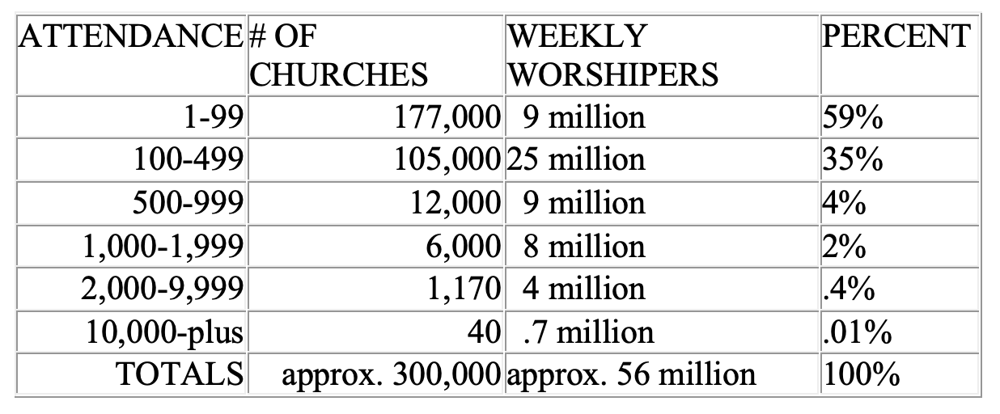 ATTENDANCE # OF CHURCHES WEEKLY WORSHIPERS PERCENT
1-99 177,000 9 million 59%
100-499 105,000 25 million 35%
500-999 12,000 9 million 4%
1,000-1,999 6,000 8 million 2%
2,000-9,999 1,170 4 million .4%
10,000-plus 40 .7 million .01%
TOTALS approx. 300,000 approx. 56 million 100%